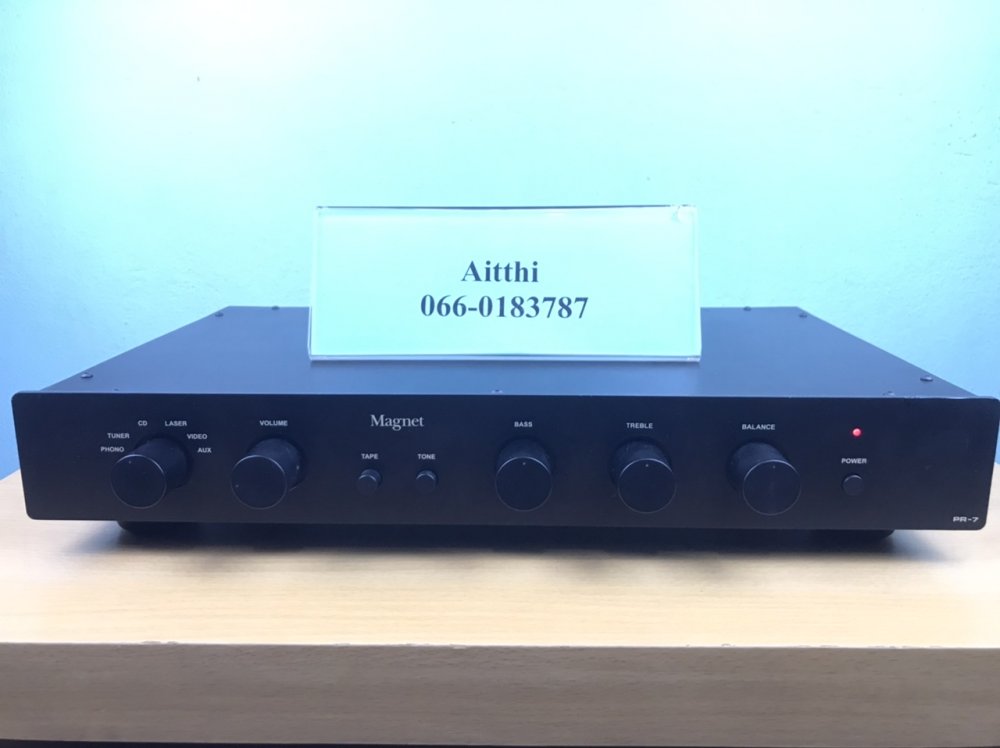 Aitthi
066-0183787
CD LASER
TUNER VIDEO
PHONO AUX
VOLUME
Magnet
TAPE TONE
BASS
TREBLE
BALANCE
POWER
PR-7